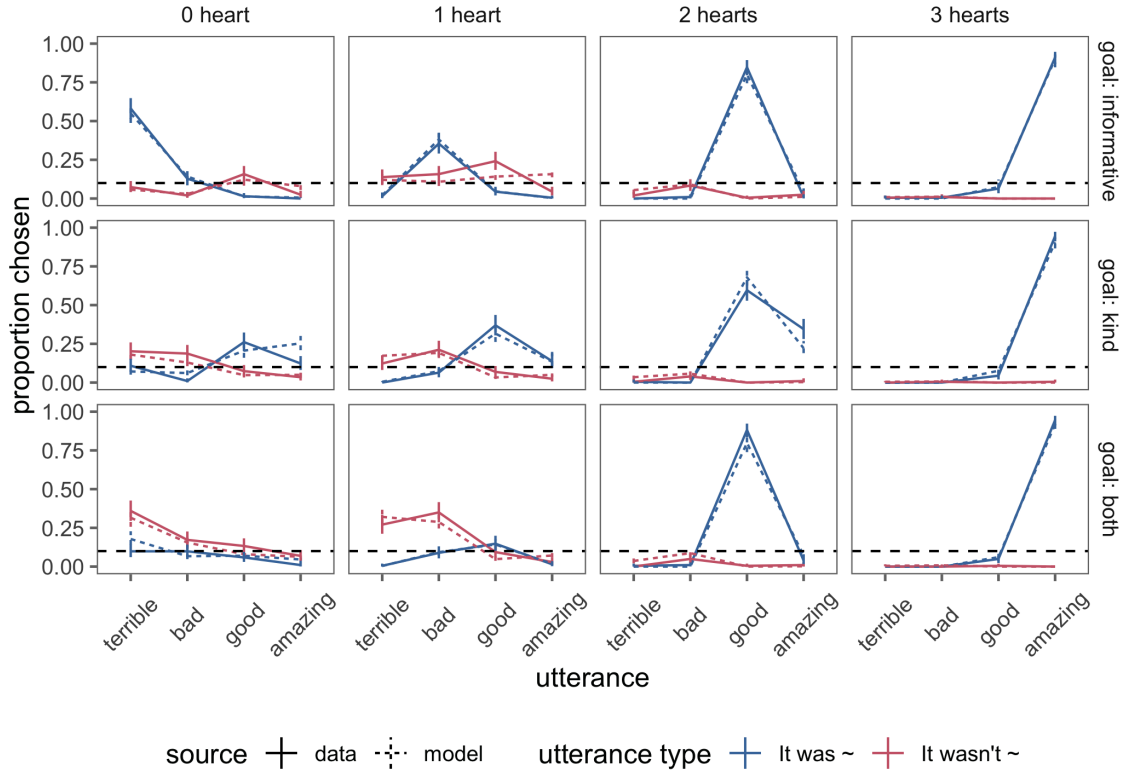 0 heart 1 heart 2 hearts 3 hearts
proportion chosen
1.00
0.75
0.50
0.25
0.00
goal: informative
1.00
0.75
0.50
0.25
0.00
goal: kind
1.00
0.75
0.50
0.25
0.00
goal: both
terrible bad good amazing terrible bad good amazing terrible bad good amazing terrible bad good amazing
utterance
source data model utterance type It was ~ It wasn't ~